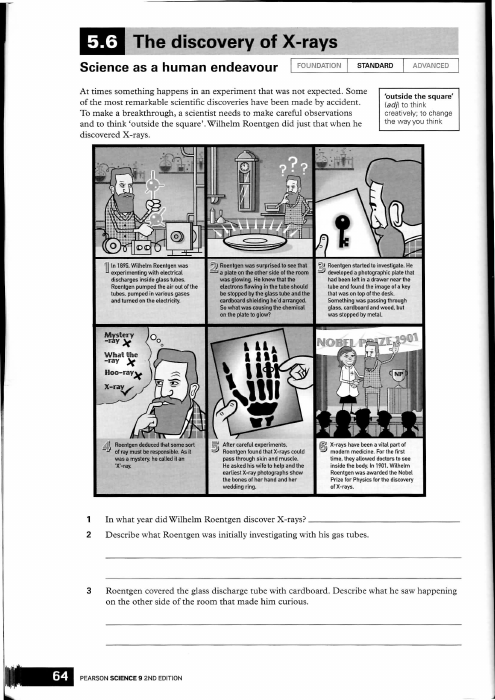 5.6 The discovery of X-rays
Science as a human endeavour
FOUNDATION STANDARD ADVANCED
At times something happens in an experiment that was not expected. Some
of the most remarkable scientific discoveries have been made by accident.
To make a breakthrough, a scientist needs to make careful observations
and to think 'outside the square'. Wilhelm Roentgen did just that when he
discovered X-rays.
'outside the square'
(adj) to think
creatively; to change
the way you think
1 In 1895, Wilhelm Roentgen was
experimenting with electrical
discharges inside glass tubes.
Roentgen pumped the air out of the
tubes, pumped in various gases
and turned on the electricity.
? ? ?
2 Roentgen was surprised to see that
a plate on the other side of the room
was glowing. He knew that the
electrons flowing in the tube should
be stopped by the glass tube and the
cardboard shielding he'd arranged.
So what was causing the chemical
on the plate to glow?
3 Roentgen started to investigate. He
developed a photographic plate that
had been left in a drawer near the
tube and found the image of a key
that was on top of the desk.
Something was passing through
glass, cardboard and wood, but
was stopped by metal.
Mystery
-ray
What the
-ray
Hoo-ray
X-ray
4 Roentgen deduced that some sort
of ray must be responsible. As it
was a mystery, he called it an
'X'-ray.
5 After careful experiments,
Roentgen found that X-rays could
pass through skin and muscle.
He asked his wife to help and the
earliest X-ray photographs show
the bones of her hand and her
wedding ring.
NOBEL PRIZE 1901
NP
6 X-rays have been a vital part of
modern medicine. For the first
time, they allowed doctors to see
inside the body. In 1901, Wilhelm
Roentgen was awarded the Nobel
Prize for Physics for the discovery
of X-rays.
1 In what year did Wilhelm Roentgen discover X-rays?
2 Describe what Roentgen was initially investigating with his gas tubes.
3 Roentgen covered the glass discharge tube with cardboard. Describe what he saw happening
on the other side of the room that made him curious.
64 PEARSON SCIENCE 9 2ND EDITION